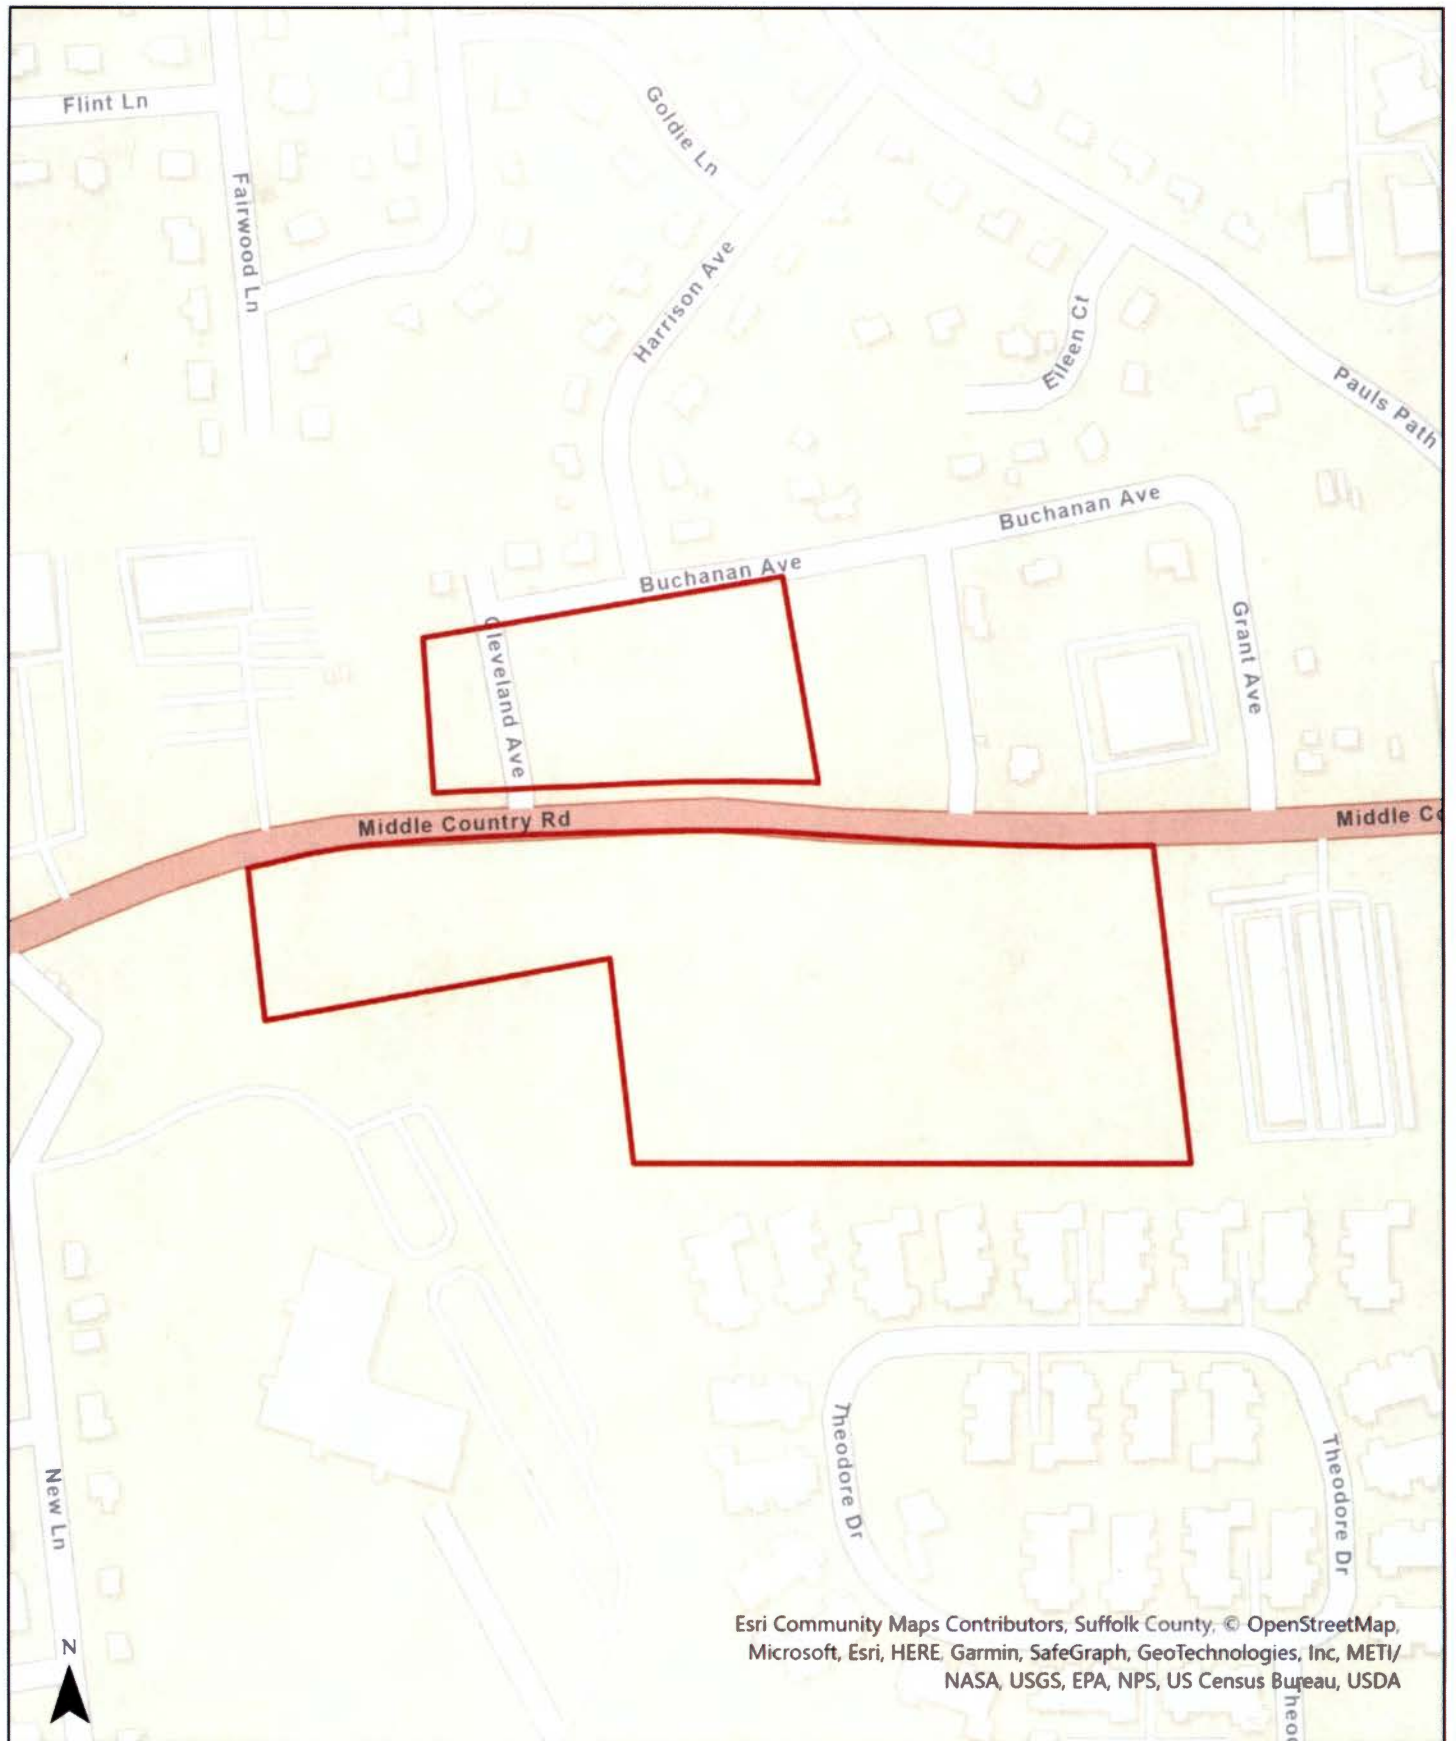 Flint Ln
Goldie Ln
Fairwood Ln
Harrison Ave
Eileen Ct
Pauls Path
Buchanan Ave
Buchanan Ave
Cleveland Ave
Grant Ave
Middle Country Rd
Middle Co
Theodore Dr
Theodore Dr
New Ln
Esri Community Maps Contributors, Suffolk County, © OpenStreetMap,
Microsoft, Esri, HERE, Garmin, SafeGraph, GeoTechnologies, Inc, METI/
NASA, USGS, EPA, NPS, US Census Bureau, USDA
N
Theo